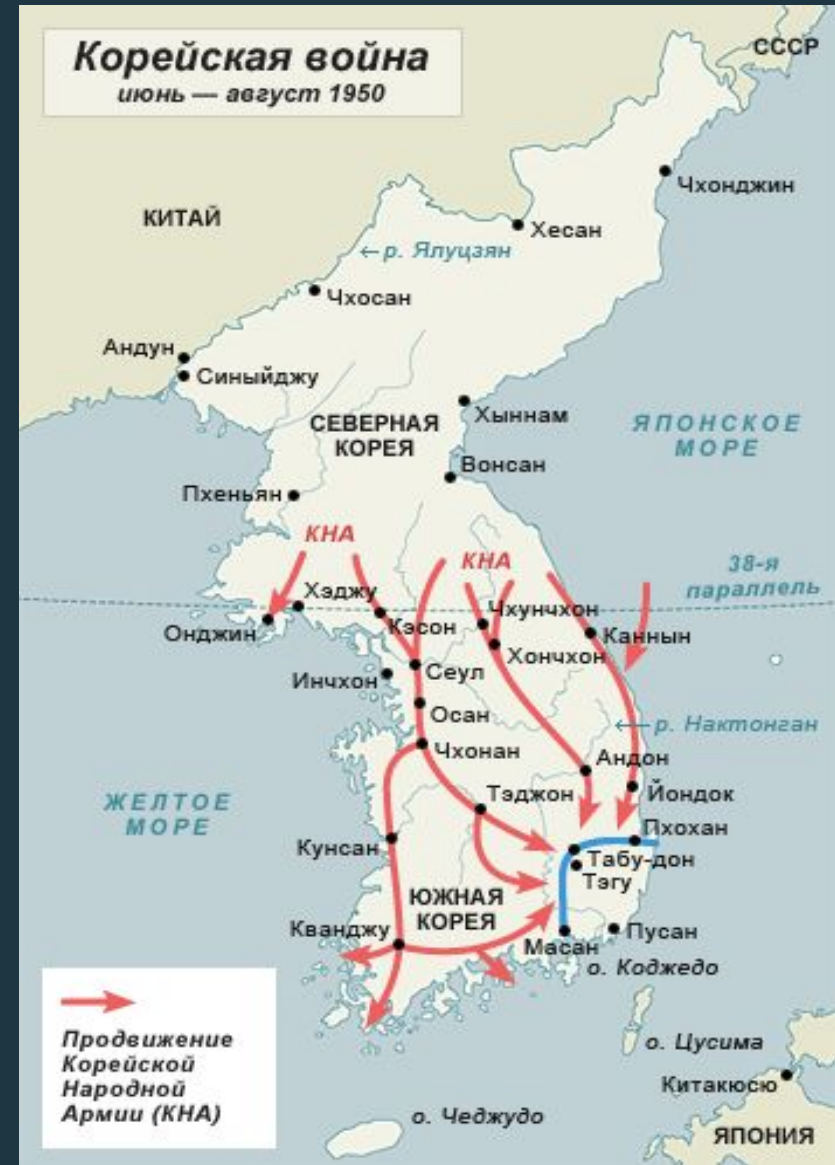 Корейская война
июнь — август 1950
СССР
Чхонджин
КИТАЙ
Хесан
←р. Ялуцзян
Чхосан
Андун
Синыйджу
Хыннам
СЕВЕРНАЯ
КОРЕЯ
ЯПОНСКОЕ
МОРЕ
Вонсан
Пхеньян
КНА
КНА
38-я
параллель
Хэджу
Чхунчхон
Онджин
Кэсон
Каннын
Хончхон
Инчхон
Сеул
Осан
←р. Нактонган
Чхонан
Андон
ЖЕЛТОЕ
МОРЕ
Тэджон
Йондок
Пхохан
Кунсан
Табу-дон
Тэгу
ЮЖНАЯ
КОРЕЯ
Кванджу
Масан
Пусан
о. Коджедо
Продвижение
Корейской
Народной
Армии (КНА)
о. Цусима
Китакюсю
о. Чеджудо
ЯПОНИЯ